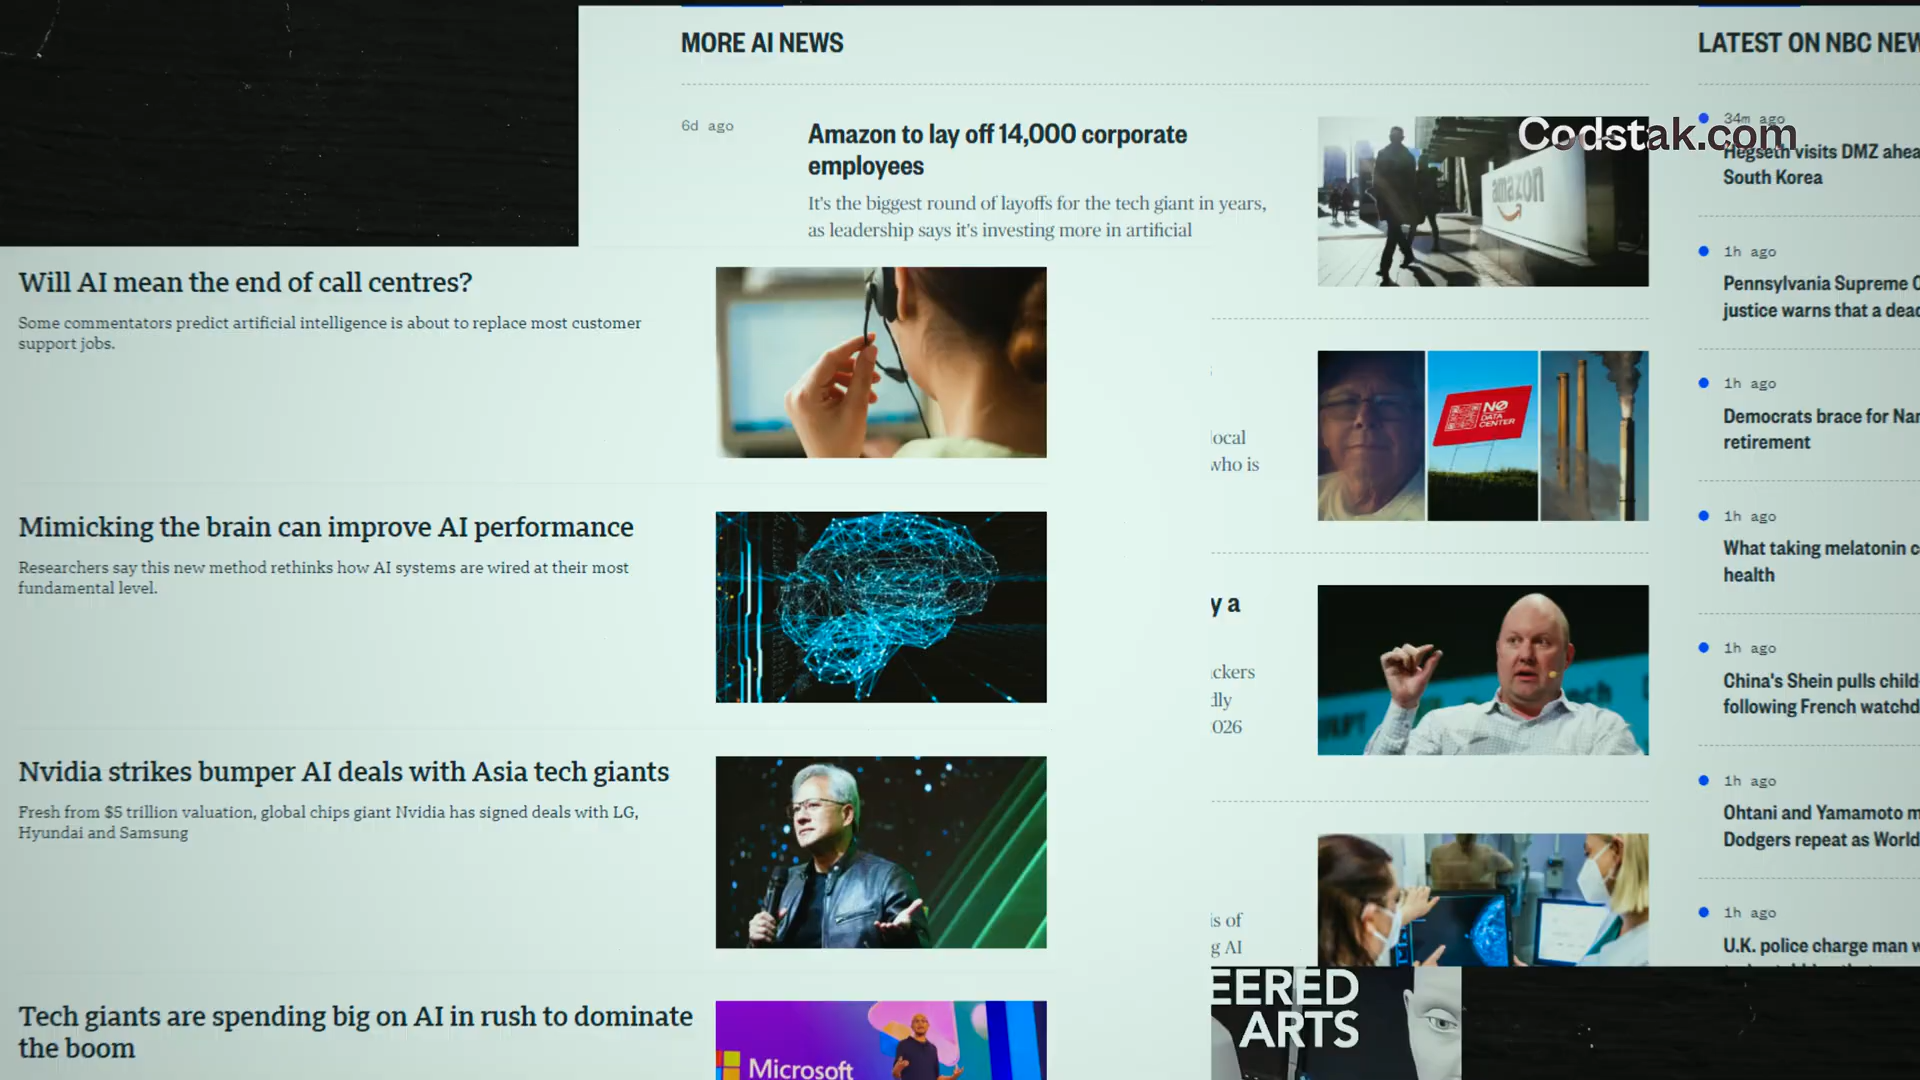 MORE AI NEWS
6d ago
Amazon to lay off 14,000 corporate
employees
It's the biggest round of layoffs for the tech giant in years,
as leadership says it's investing more in artificial
amazon
Codstak.com
LATEST ON NBC NEW
34m ago
Hegseth visits DMZ ahea
South Korea
1h ago
Pennsylvania Supreme C
justice warns that a dead
1h ago
Democrats brace for Nan
retirement
1h ago
What taking melatonin c
health
1h ago
China's Shein pulls child-
following French watchd
1h ago
Ohtani and Yamamoto m
Dodgers repeat as World
1h ago
U.K. police charge man w
Will AI mean the end of call centres?
Some commentators predict artificial intelligence is about to replace most customer
support jobs.
Mimicking the brain can improve AI performance
Researchers say this new method rethinks how AI systems are wired at their most
fundamental level.
Nvidia strikes bumper AI deals with Asia tech giants
Fresh from $5 trillion valuation, global chips giant Nvidia has signed deals with LG,
Hyundai and Samsung
Tech giants are spending big on AI in rush to dominate
the boom
Microsoft
local
who is
NO
DATA
CENTER
y a
ckers
dly
026
is of
g AI
EERED
ARTS